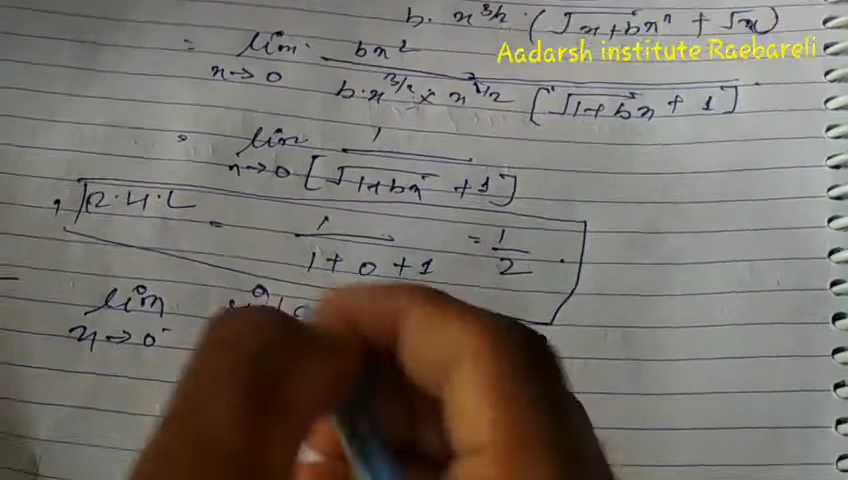 b. x^3/2 . (√x+bx² + √x)
Aadarsh institute Raebareli
= lim x→0 bx² / b.x^3/2 × x^1/2 [√1+bx + 1]
lim x→0 1 / [√1+bx + 1]
R.H.L = 1 / 1+0+1 = 1/2 .
lim x→0⁻